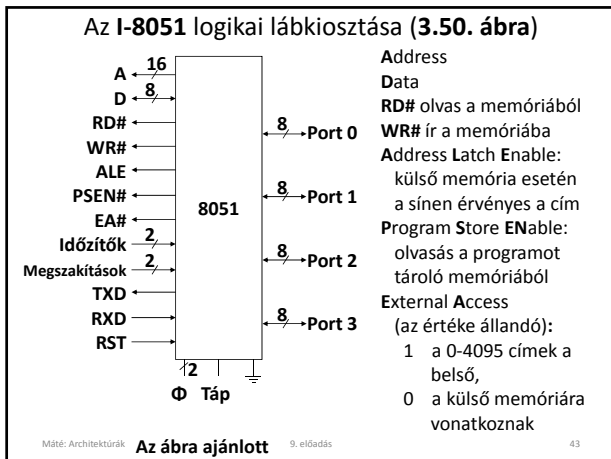 Az I-8051 logikai lábkiosztása (3.50. ábra)
A 16
D 8
RD#
WR#
ALE
PSEN#
EA#
Időzítők 2
Megszakítások 2
TXD
RXD
RST
8051
8 Port 0
8 Port 1
8 Port 2
8 Port 3
2
Φ Táp
Address
Data
RD# olvas a memóriából
WR# ír a memóriába
Address Latch Enable:
külső memória esetén
a sínen érvényes a cím
Program Store ENable:
olvasás a programot
tároló memóriából
External Access
(az értéke állandó):
1 a 0-4095 címek a
belső,
0 a külső memóriára
vonatkoznak
Máté: Architektúrák Az ábra ajánlott 9. előadás 43